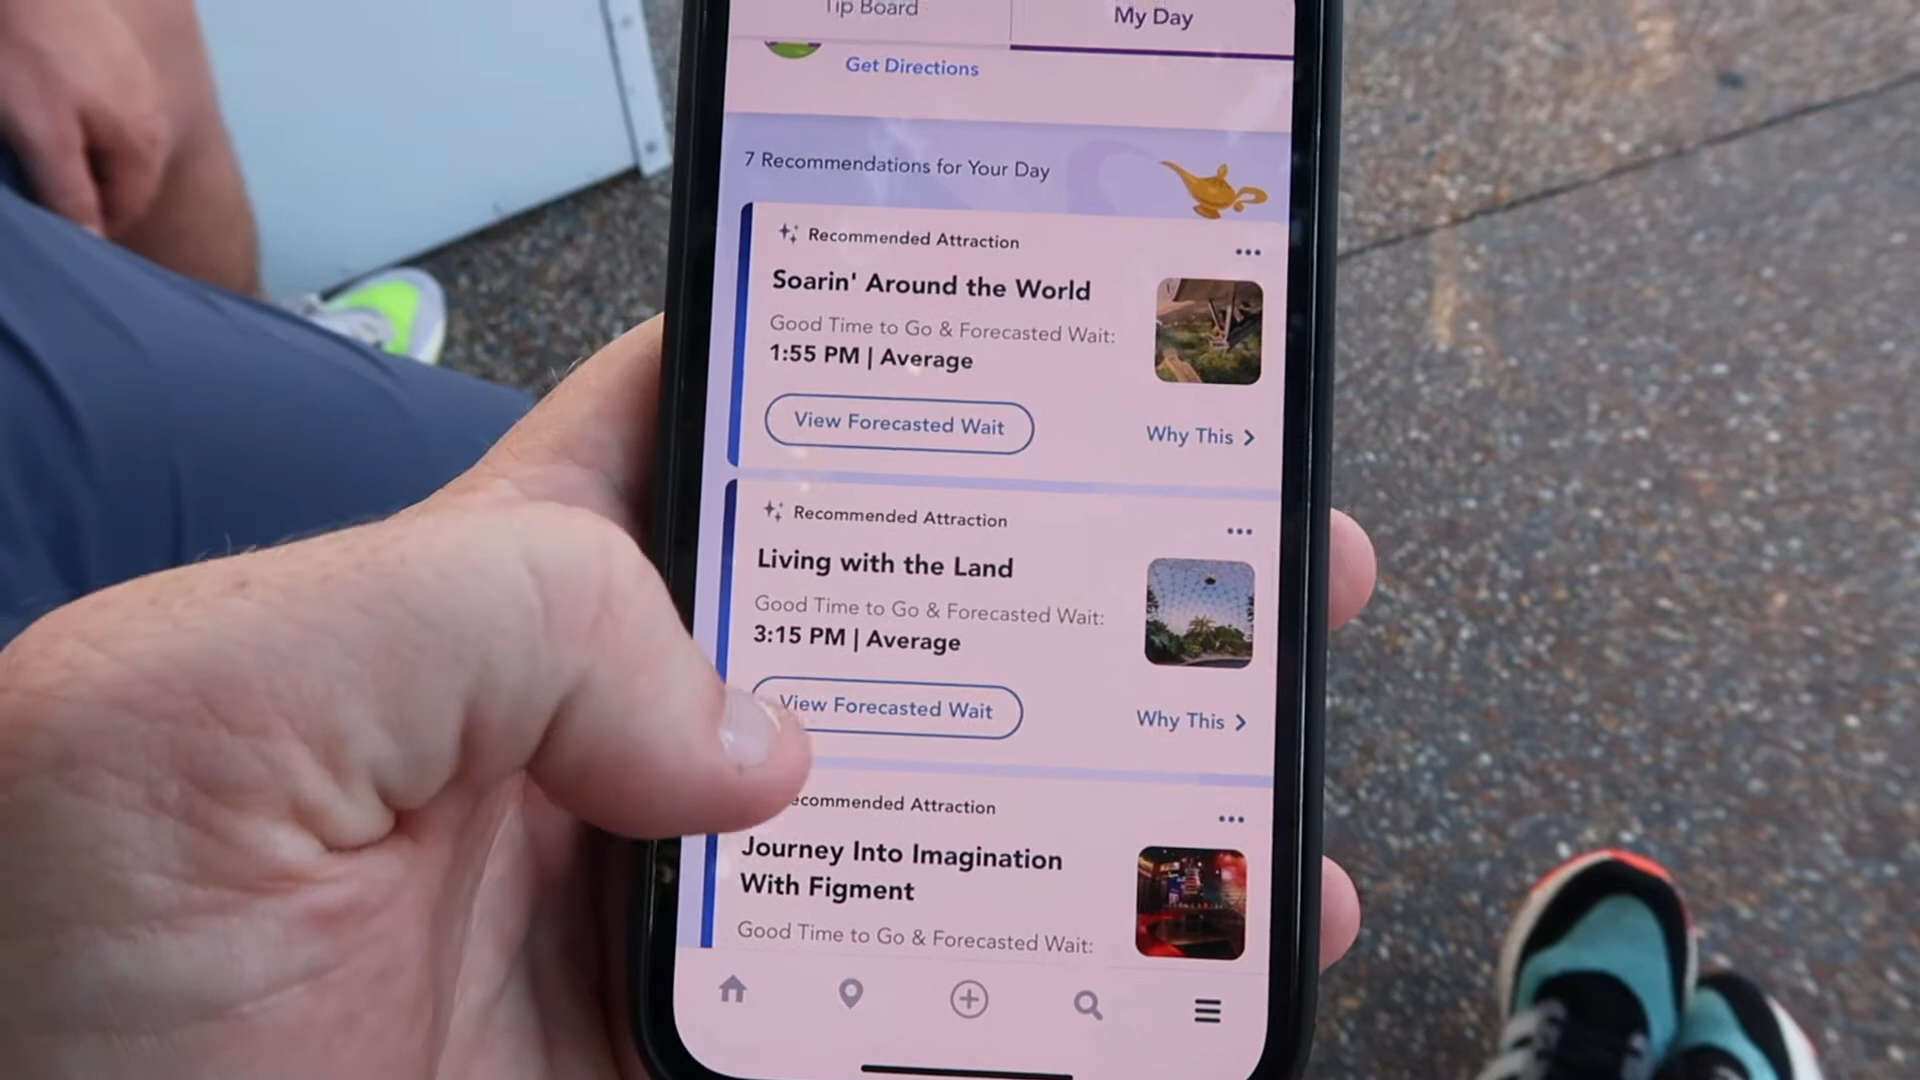 Tip Board
My Day
Get Directions
7 Recommendations for Your Day
Recommended Attraction
Soarin' Around the World
Good Time to Go & Forecasted Wait:
1:55 PM | Average
View Forecasted Wait
Why This
Recommended Attraction
Living with the Land
Good Time to Go & Forecasted Wait:
3:15 PM | Average
View Forecasted Wait
Why This
ecommended Attraction
Journey Into Imagination
With Figment
Good Time to Go & Forecasted Wait: